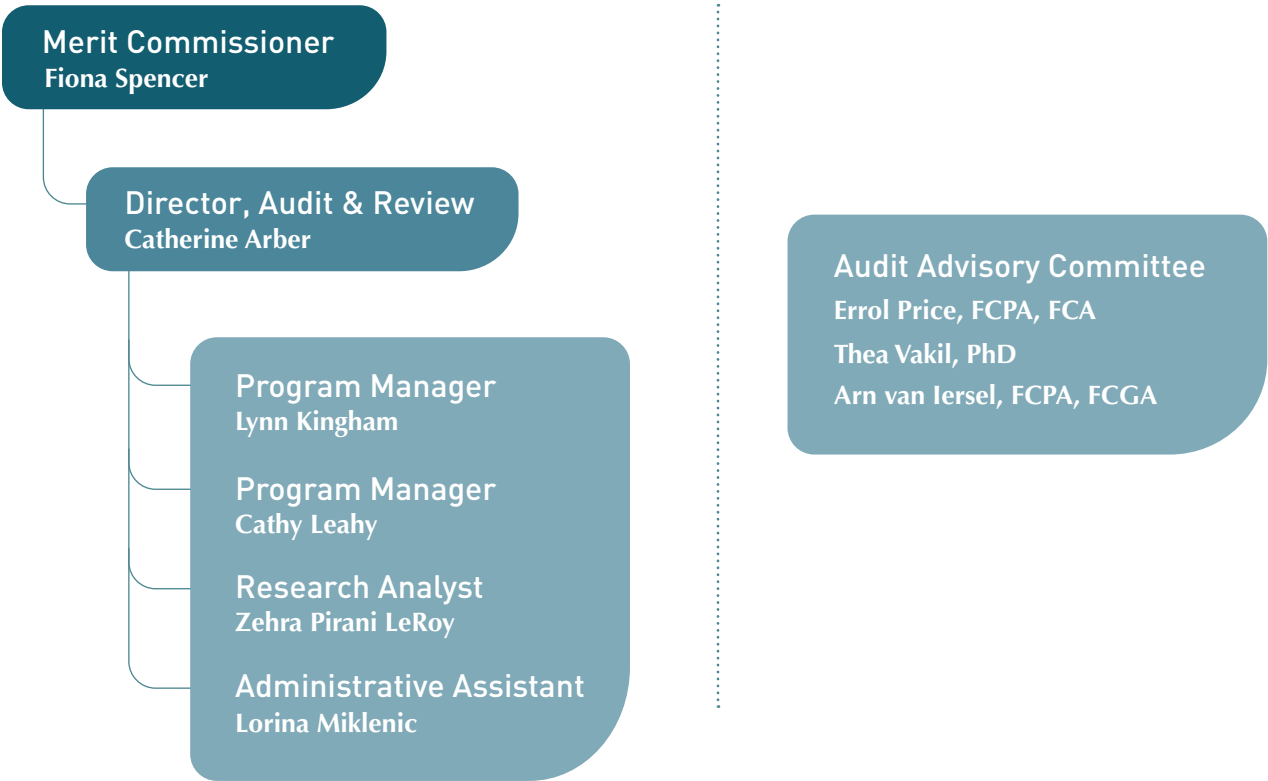 Merit Commissioner
Fiona Spencer
Director, Audit & Review
Catherine Arber
Program Manager
Lynn Kingham
Program Manager
Cathy Leahy
Research Analyst
Zehra Pirani LeRoy
Administrative Assistant
Lorina Miklenic
Audit Advisory Committee
Errol Price, FCPA, FCA
Thea Vakil, PhD
Arn van Iersel, FCPA, FCGA